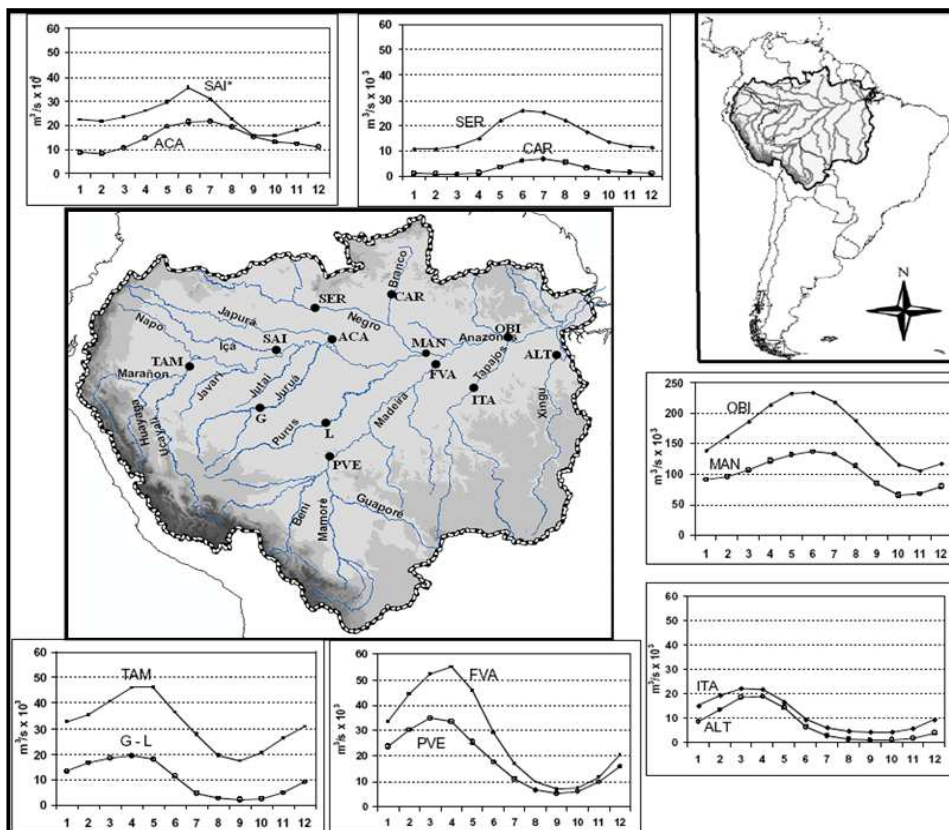 60
50
40
30
20
10
0
m³/s x 10³
SAI*
ACA
1 2 3 4 5 6 7 8 9 10 11 12
60
50
40
30
20
10
0
m³/s x 10³
SER
CAR
1 2 3 4 5 6 7 8 9 10 11 12
N
Branco
SER
CAR
Negro
Japurá
Napo
Içá
SAI
ACA
MAN
OBI
Amazonas
ALT
TAM
Marañon
Javari
Jutaí
Juruá
FVA
Tapajos
ITA
Xingu
Huayaga
Ucayali
G
Purus
L
Madeira
PVE
Beni
Mamoré
Guaporé
250
200
150
100
50
0
m³/s x 10³
OBI
MAN
1 2 3 4 5 6 7 8 9 10 11 12
60
50
40
30
20
10
0
m³/s x 10³
ITA
ALT
1 2 3 4 5 6 7 8 9 10 11 12
60
50
40
30
20
10
0
m³/s x 10³
TAM
G - L
1 2 3 4 5 6 7 8 9 10 11 12
60
50
40
30
20
10
0
m³/s x 10³
FVA
PVE
1 2 3 4 5 6 7 8 9 10 11 12